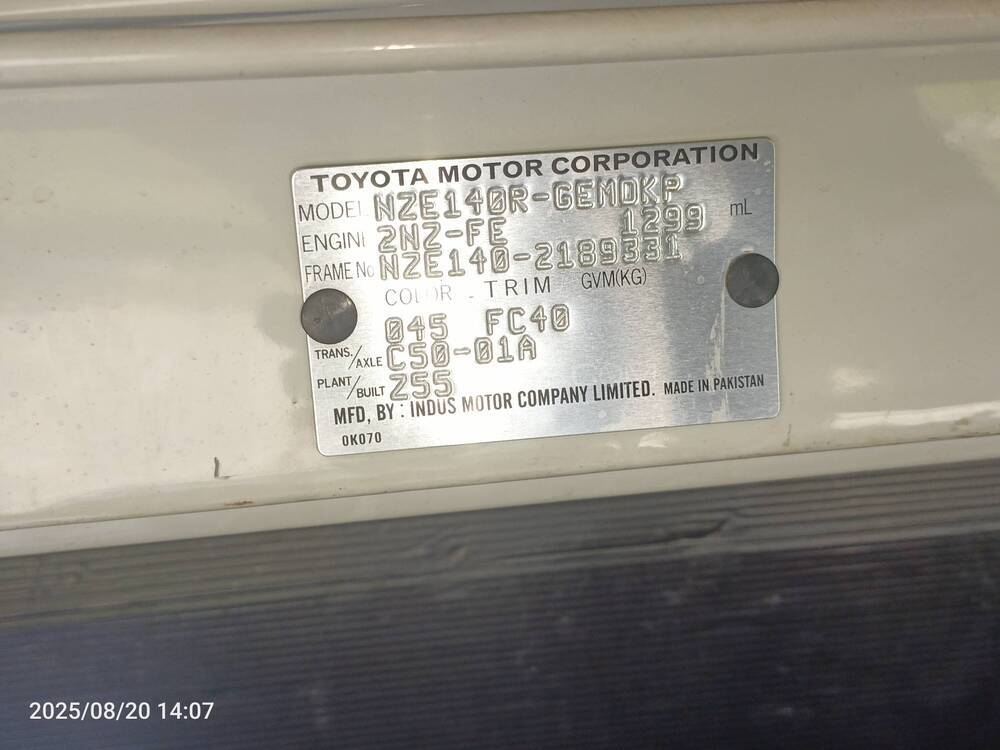 TOYOTA MOTOR CORPORATION
MODEL NZE140R-GEMDKP
ENGINE 2NZ-FE 1299 mL
FRAME No NZE140-2189331
COLOR TRIM GVM(KG)
045 FC40
TRANS./AXLE C50-01A
PLANT/BUILT Z55
MFD, BY : INDUS MOTOR COMPANY LIMITED. MADE IN PAKISTAN
0K070
2025/08/20 14:07